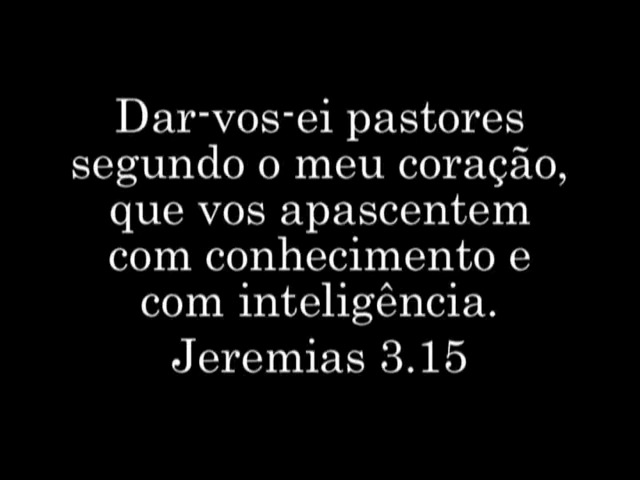 Dar-vos-ei pastores
segundo o meu coração,
que vos apascentem
com conhecimento e
com inteligência.
Jeremias 3.15